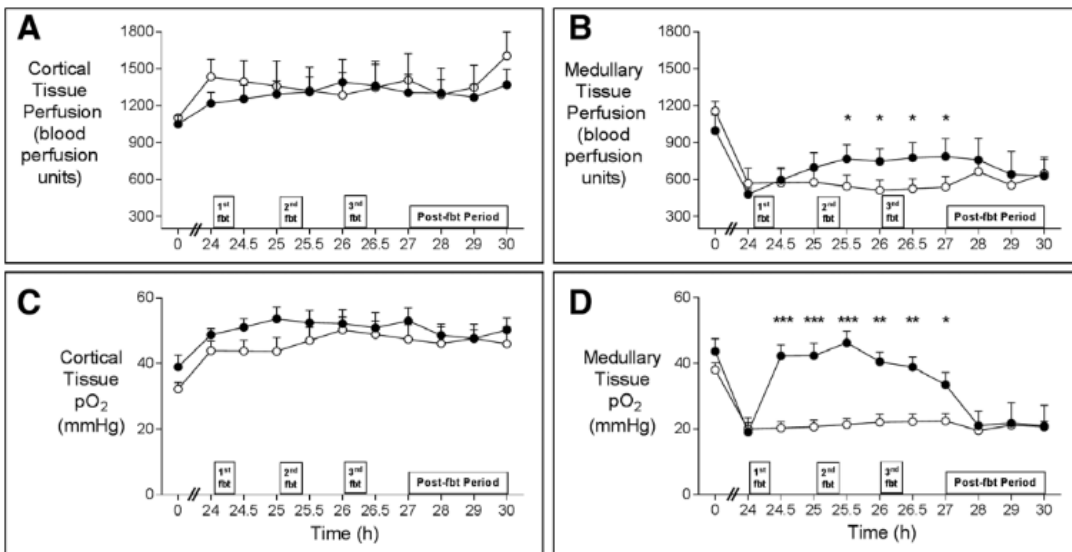 A
Cortical
Tissue
Perfusion
(blood
perfusion
units)
1800
1500
1200
900
600
300
1st
fbt
2nd
fbt
3rd
fbt
Post-fbt Period
0 24 24.5 25 25.5 26 26.5 27 28 29 30
B
Medullary
Tissue
Perfusion
(blood
perfusion
units)
1800
1500
1200
900
600
300
* * * *
1st
fbt
2nd
fbt
3rd
fbt
Post-fbt Period
0 24 24.5 25 25.5 26 26.5 27 28 29 30
C
Cortical
Tissue
pO2
(mmHg)
60
40
20
0
1st
fbt
2nd
fbt
3rd
fbt
Post-fbt Period
0 24 24.5 25 25.5 26 26.5 27 28 29 30
Time (h)
D
Medullary
Tissue
pO2
(mmHg)
60
40
20
0
*** *** *** ** ** *
1st
fbt
2nd
fbt
3rd
fbt
Post-fbt Period
0 24 24.5 25 25.5 26 26.5 27 28 29 30
Time (h)